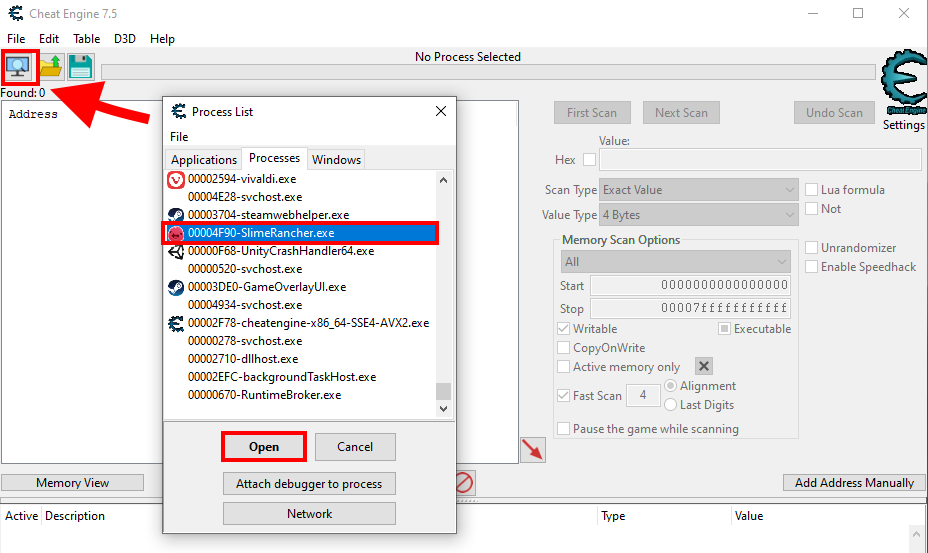 Cheat Engine 7.5
File Edit Table D3D Help
No Process Selected
Found: 0
Address
Cheat Engine
Settings
Process List
File
Applications Processes Windows
00002594-vivaldi.exe
00004E28-svchost.exe
00003704-steamwebhelper.exe
00004F90-SlimeRancher.exe
00000F68-UnityCrashHandler64.exe
00000520-svchost.exe
00003DE0-GameOverlayUI.exe
00004934-svchost.exe
00002F78-cheatengine-x86_64-SSE4-AVX2.exe
00000278-svchost.exe
00002710-dllhost.exe
00002EFC-backgroundTaskHost.exe
00000670-RuntimeBroker.exe
Open Cancel
Attach debugger to process
Network
First Scan Next Scan Undo Scan
Value:
Hex
Scan Type Exact Value Lua formula
Value Type 4 Bytes Not
Memory Scan Options
All
Unrandomizer
Enable Speedhack
Start 0000000000000000
Stop 00007fffffffffff
Writable Executable
CopyOnWrite
Active memory only
Fast Scan 4 Alignment
Last Digits
Pause the game while scanning
Memory View Add Address Manually
Active Description Type Value